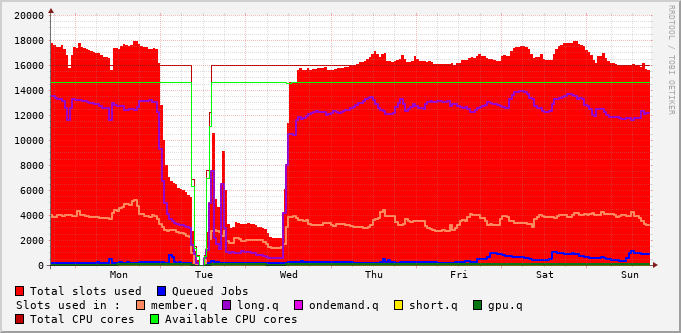 RRDTOOL / TOBI OETIKER
20000
18000
16000
14000
12000
10000
8000
6000
4000
2000
0
Mon Tue Wed Thu Fri Sat Sun
Total slots used Queued Jobs
Slots used in : member.q long.q ondemand.q short.q gpu.q
Total CPU cores Available CPU cores